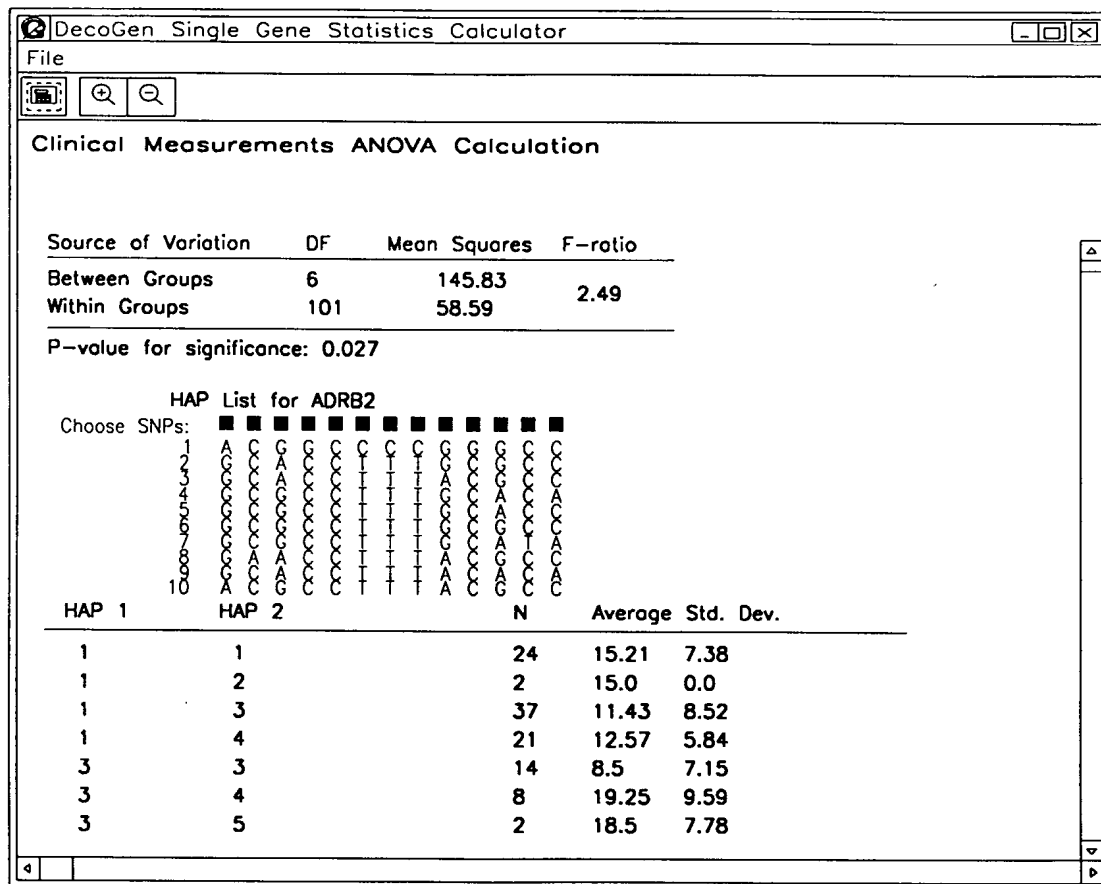 DecoGen Single Gene Statistics Calculator
File
Clinical Measurements ANOVA Calculation
Source of Variation DF Mean Squares F-ratio
Between Groups 6 145.83
2.49
Within Groups 101 58.59
P-value for significance: 0.027
HAP List for ADRB2
Choose SNPs:
1 A C G G C C C C G G G C C
2 G C A C C T T T G C G C C
3 G C A C C T T T A C G C C
4 G C G C C T T T G C A C A
5 G C G C C T T T G C A C C
6 G C G C C T T T G C G C C
7 G C G C C T T T G C A T A
8 G A A C C T T T A C G C C
9 G C A C C T T T A C A C A
10 A C G C C T T T A C G C C
HAP 1 HAP 2 N Average Std. Dev.
1 1 24 15.21 7.38
1 2 2 15.0 0.0
1 3 37 11.43 8.52
1 4 21 12.57 5.84
3 3 14 8.5 7.15
3 4 8 19.25 9.59
3 5 2 18.5 7.78